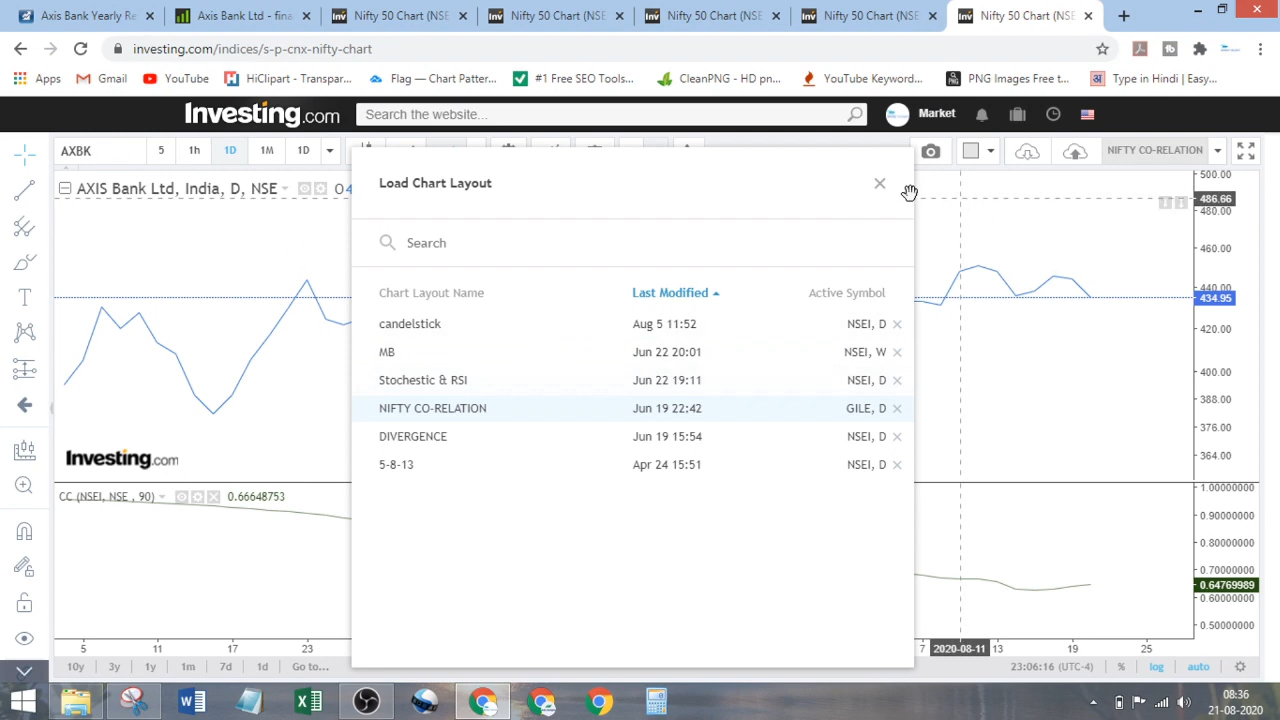 Axis Bank Yearly Re
Axis Bank Ltd - fina
Nifty 50 Chart (NSE
Nifty 50 Chart (NSE
Nifty 50 Chart (NSE
Nifty 50 Chart (NSE
Nifty 50 Chart (NSE
investing.com/indices/s-p-cnx-nifty-chart
Apps
Gmail
YouTube
HiClipart - Transpar...
Flag — Chart Patter...
#1 Free SEO Tools...
CleanPNG - HD pn...
YouTube Keyword...
PNG Images Free t...
Type in Hindi | Easy...
Investing.com
Search the website...
Market
AXBK 5 1h 1D 1M 1D
NIFTY CO-RELATION
AXIS Bank Ltd, India, D, NSE
Load Chart Layout
Search
Chart Layout Name Last Modified Active Symbol
candelstick Aug 5 11:52 NSEI, D
MB Jun 22 20:01 NSEI, W
Stochestic & RSI Jun 22 19:11 NSEI, D
NIFTY CO-RELATION Jun 19 22:42 GILE, D
DIVERGENCE Jun 19 15:54 NSEI, D
5-8-13 Apr 24 15:51 NSEI, D
500.00
486.66
480.00
460.00
440.00
434.95
420.00
400.00
388.00
376.00
364.00
Investing.com
CC (NSEI, NSE , 90) 0.66648753
1.00000000
0.90000000
0.80000000
0.70000000
0.64769989
0.60000000
0.50000000
5 11 17 23 7 2020-08-11 13 19 25
10y 3y 1y 1m 7d 1d Go to...
23:06:16 (UTC-4) % log auto
08:36
21-08-2020